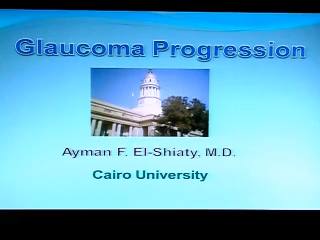 Glaucoma Progression
Ayman F. El-Shiaty, M.D.
Cairo University